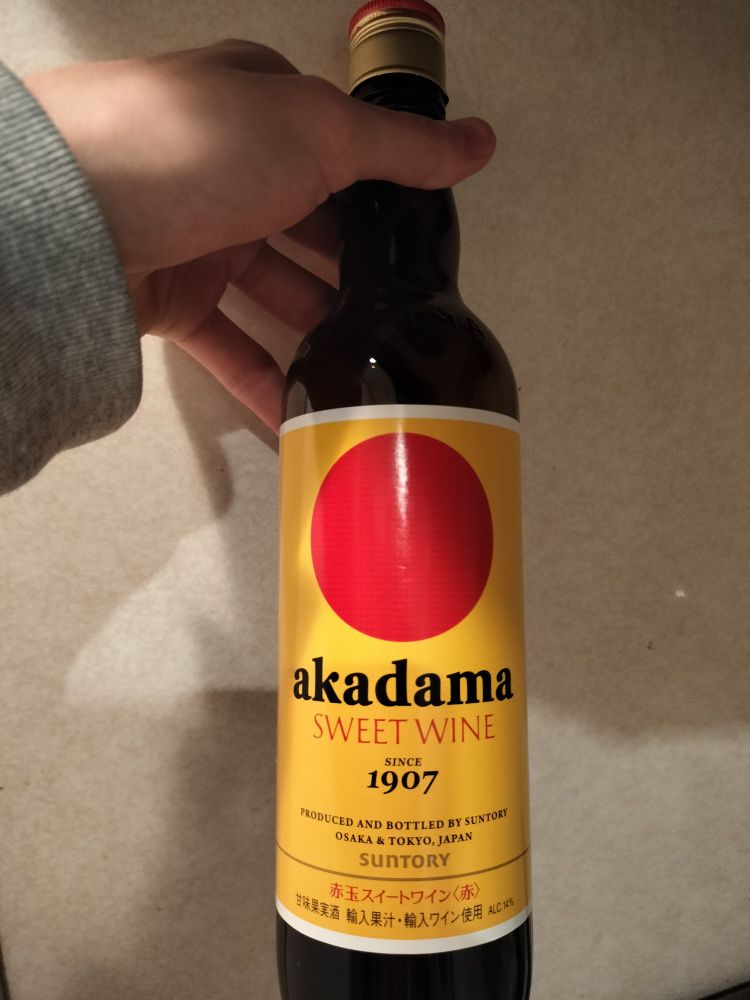 akadama
SWEET WINE
SINCE
1907
PRODUCED AND BOTTLED BY SUNTORY
OSAKA & TOKYO, JAPAN
SUNTORY
赤玉スイートワイン〈赤〉
甘味果実酒 輸入果汁・輸入ワイン使用 ALC.14%